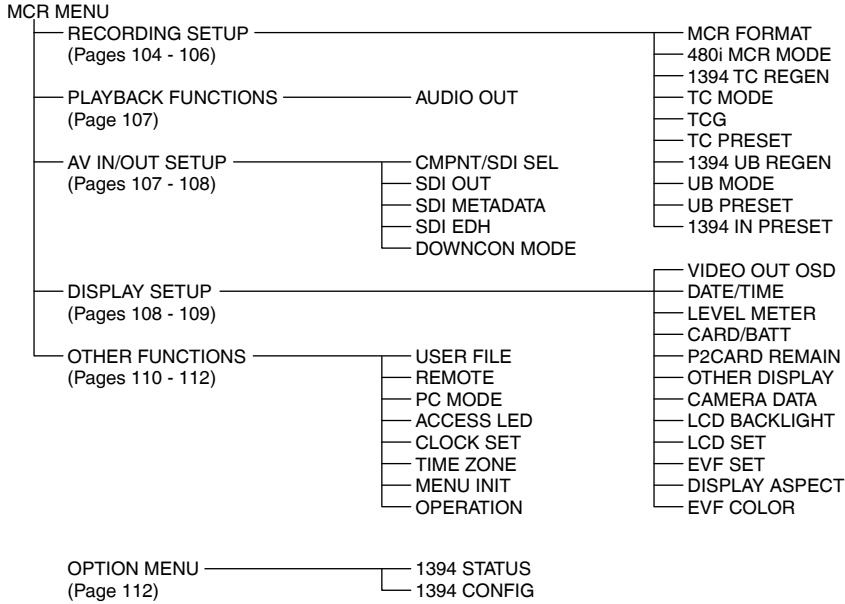 MCR MENU
RECORDING SETUP
(Pages 104 - 106)
MCR FORMAT
480i MCR MODE
1394 TC REGEN
TC MODE
TCG
TC PRESET
1394 UB REGEN
UB MODE
UB PRESET
1394 IN PRESET
PLAYBACK FUNCTIONS
(Page 107)
AUDIO OUT
AV IN/OUT SETUP
(Pages 107 - 108)
CMPNT/SDI SEL
SDI OUT
SDI METADATA
SDI EDH
DOWNCON MODE
DISPLAY SETUP
(Pages 108 - 109)
VIDEO OUT OSD
DATE/TIME
LEVEL METER
CARD/BATT
P2CARD REMAIN
OTHER DISPLAY
CAMERA DATA
LCD BACKLIGHT
LCD SET
EVF SET
DISPLAY ASPECT
EVF COLOR
OTHER FUNCTIONS
(Pages 110 - 112)
USER FILE
REMOTE
PC MODE
ACCESS LED
CLOCK SET
TIME ZONE
MENU INIT
OPERATION
OPTION MENU
(Page 112)
1394 STATUS
1394 CONFIG